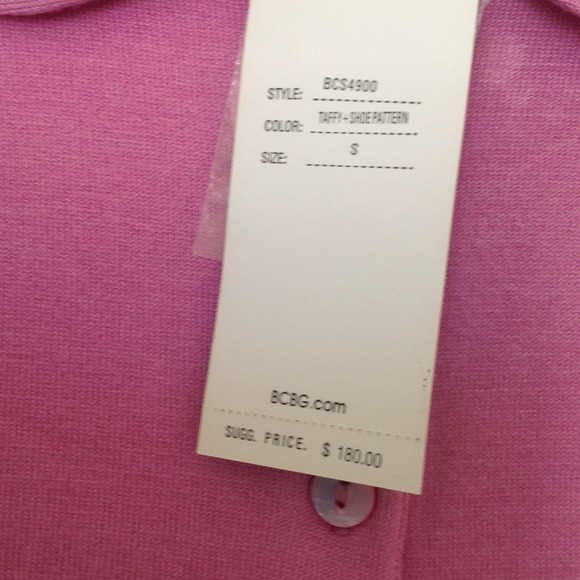 STYLE: BCS4900
COLOR: TAFFY-SHOE PATTERN
SIZE: S
BCBG.com
SUGG. PRICE. $ 180.00